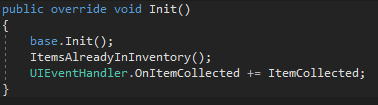 public override void Init()
{
base.Init();
ItemsAlreadyInInventory();
UIEventHandler.OnItemCollected += ItemCollected;
}